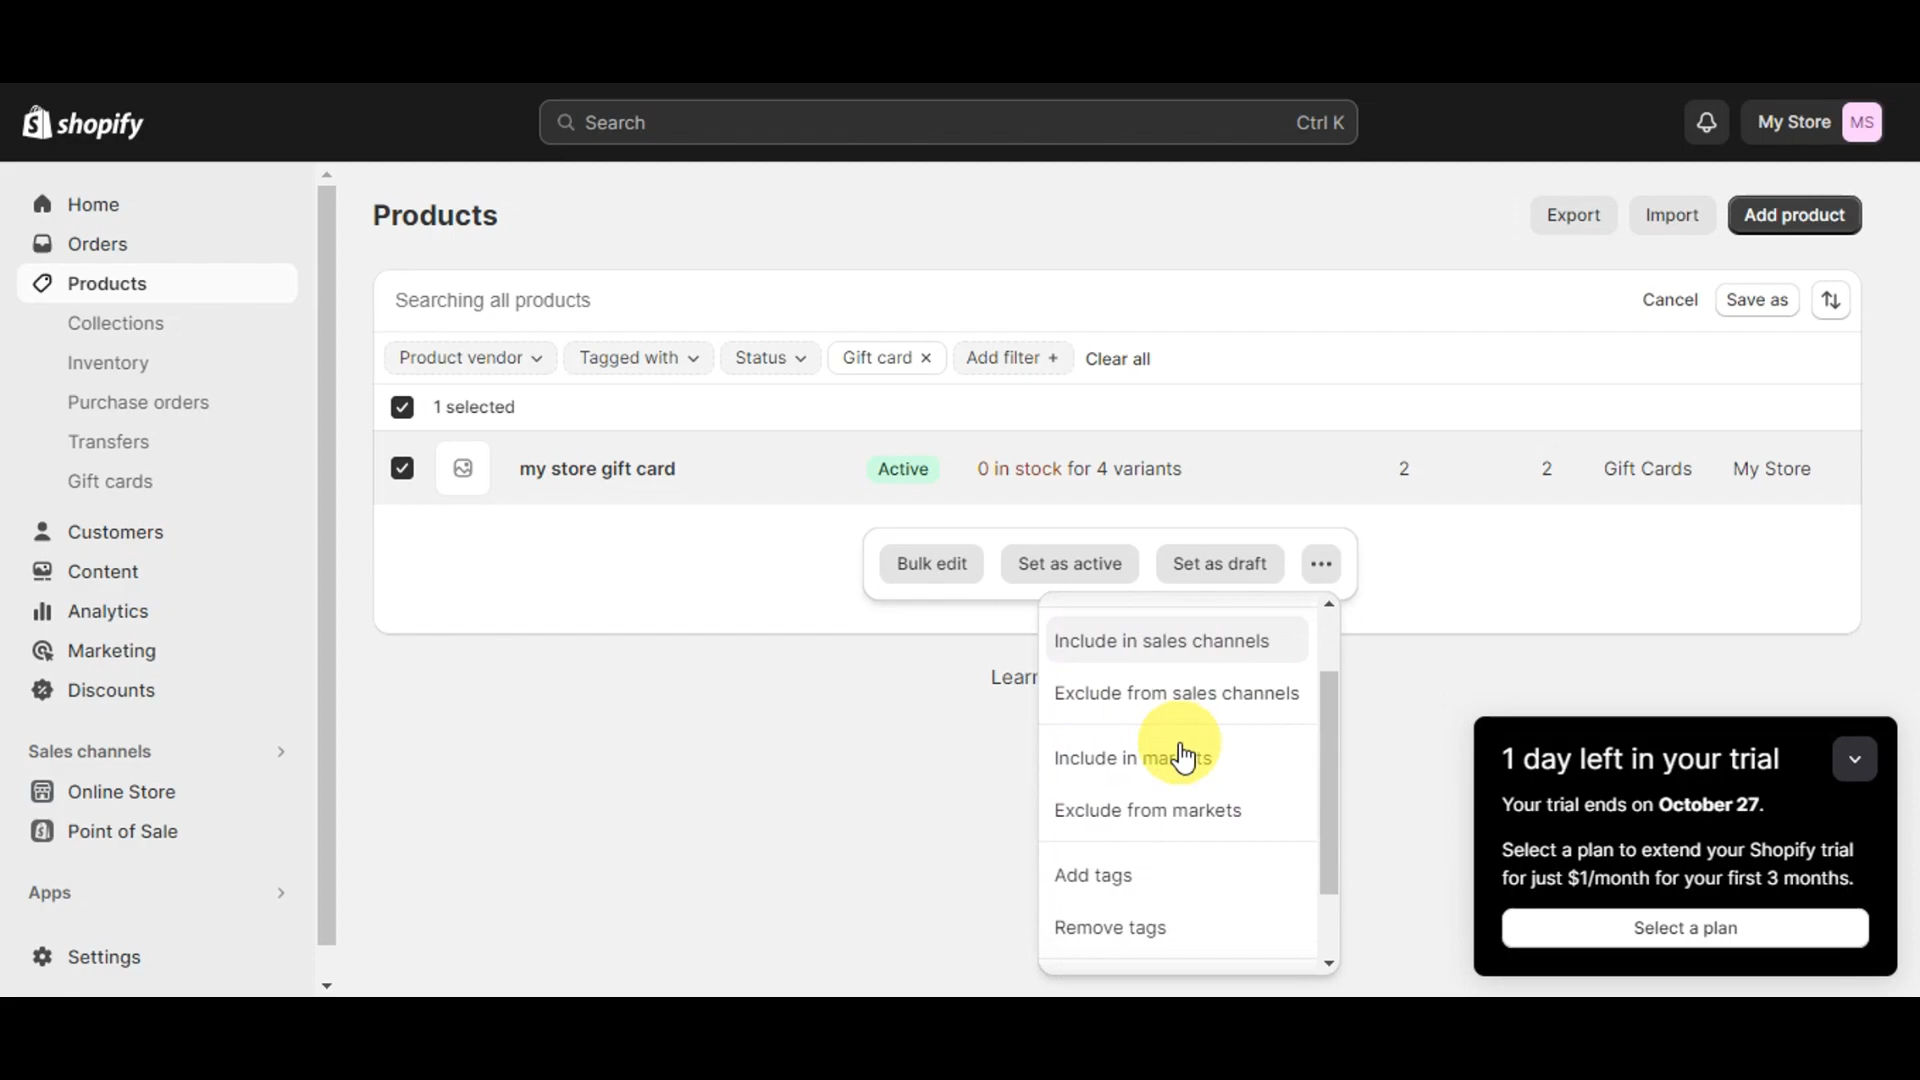 shopify
Search Ctrl K
My Store MS
Home
Orders
Products
Collections
Inventory
Purchase orders
Transfers
Gift cards
Customers
Content
Analytics
Marketing
Discounts
Sales channels
Online Store
Point of Sale
Apps
Settings
Products
Export Import Add product
Searching all products Cancel Save as
Product vendor Tagged with Status Gift card × Add filter + Clear all
1 selected
my store gift card Active 0 in stock for 4 variants 2 2 Gift Cards My Store
Bulk edit Set as active Set as draft •••
Include in sales channels
Learn
Exclude from sales channels
Include in markets
Exclude from markets
Add tags
Remove tags
1 day left in your trial
Your trial ends on October 27.
Select a plan to extend your Shopify trial
for just $1/month for your first 3 months.
Select a plan